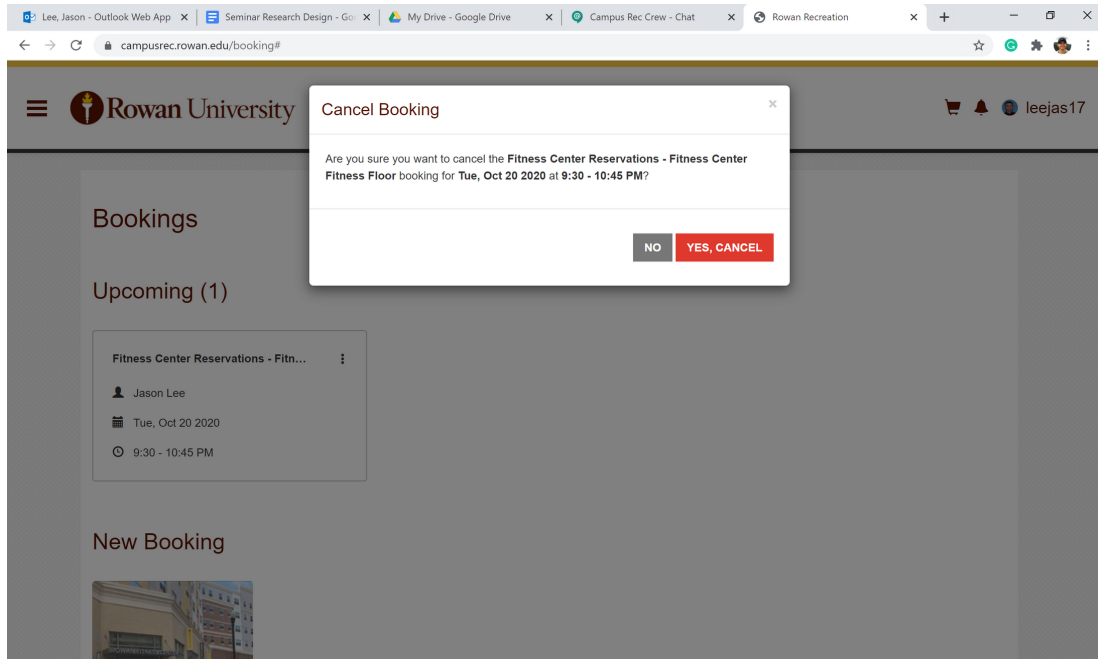 Lee, Jason - Outlook Web App
Seminar Research Design - Go
My Drive - Google Drive
Campus Rec Crew - Chat
Rowan Recreation
campusrec.rowan.edu/booking#
Rowan University
leejas17
Cancel Booking
Are you sure you want to cancel the Fitness Center Reservations - Fitness Center
Fitness Floor booking for Tue, Oct 20 2020 at 9:30 - 10:45 PM?
NO
YES, CANCEL
Bookings
Upcoming (1)
Fitness Center Reservations - Fitn...
Jason Lee
Tue, Oct 20 2020
9:30 - 10:45 PM
New Booking